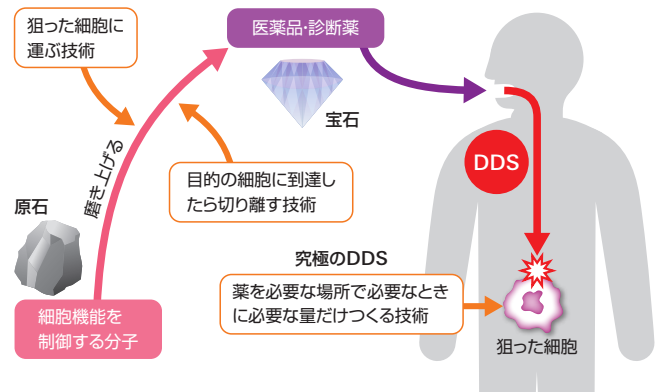 狙った細胞に
運ぶ技術
医薬品・診断薬
宝石
磨き上げる
目的の細胞に到達し
たら切り離す技術
原石
細胞機能を
制御する分子
DDS
究極のDDS
薬を必要な場所で必要なとき
に必要な量だけつくる技術
狙った細胞